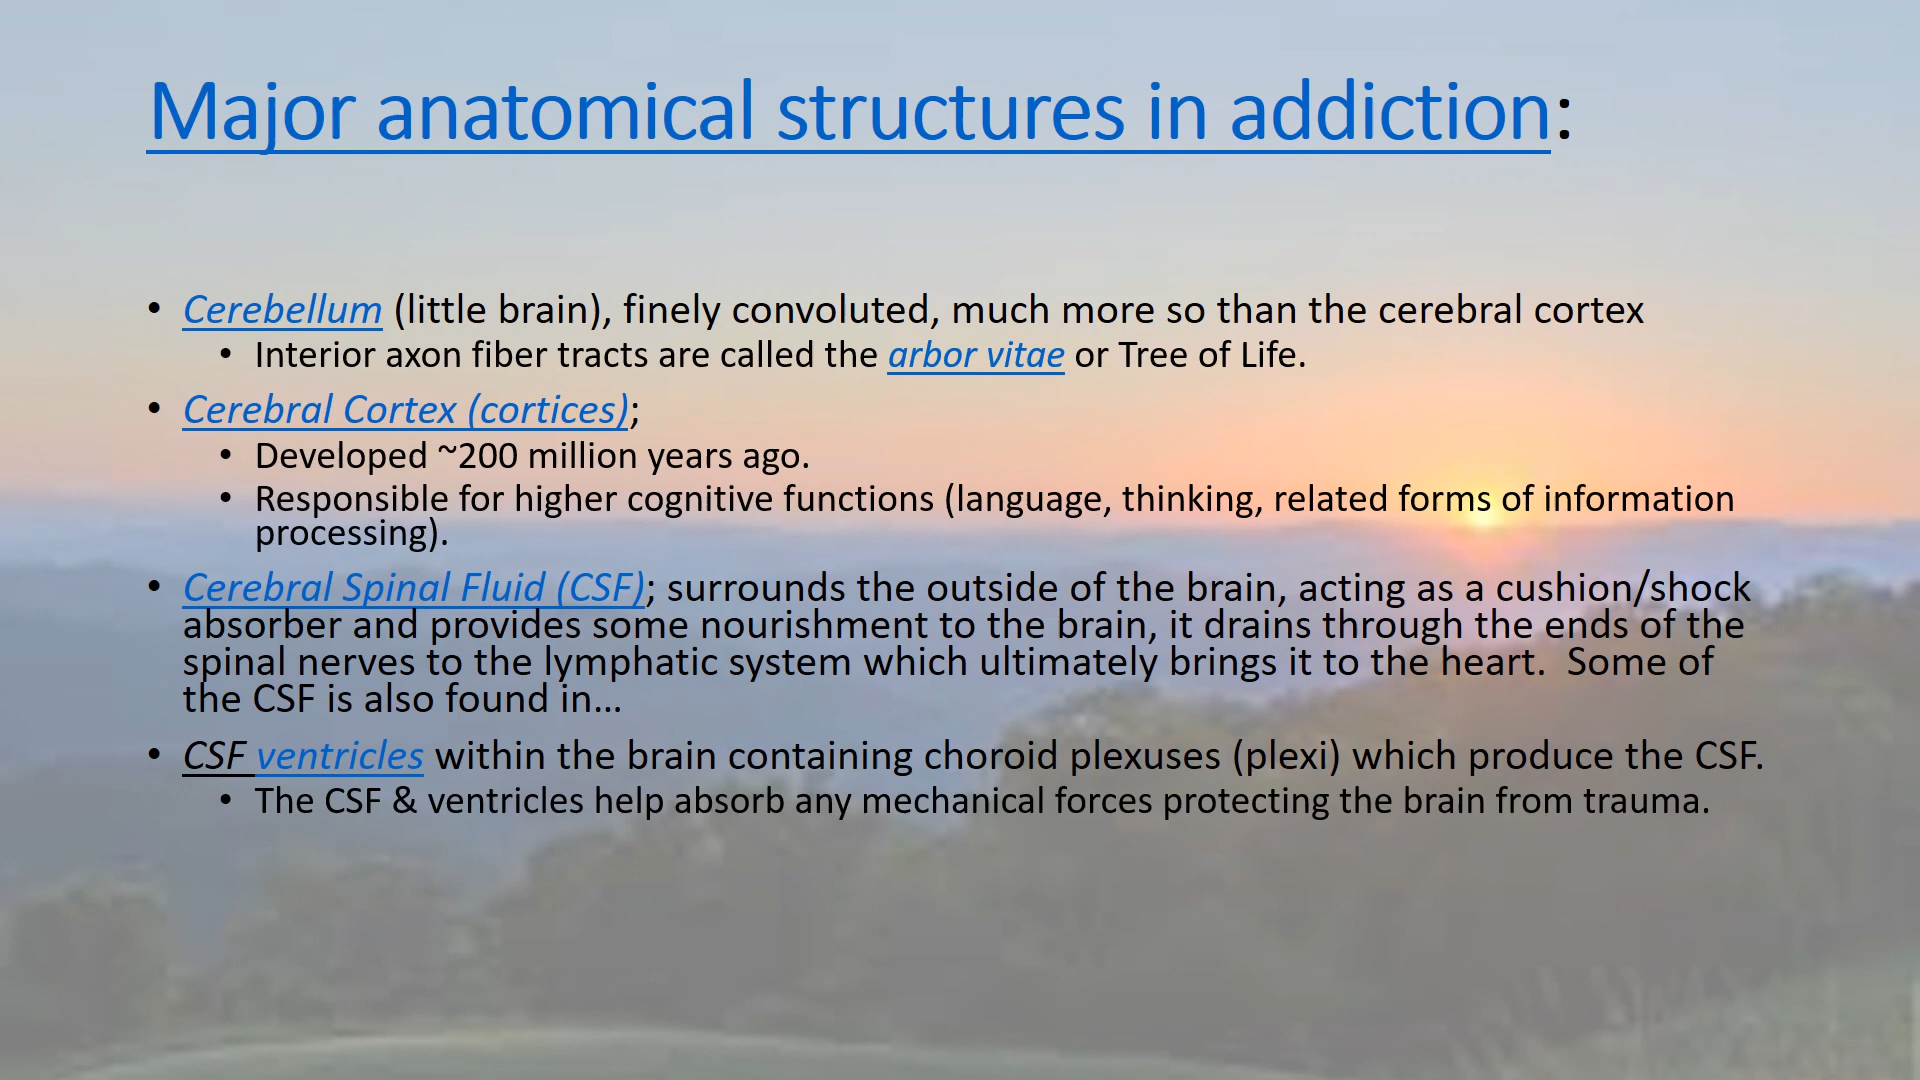 Major anatomical structures in addiction:
• Cerebellum (little brain), finely convoluted, much more so than the cerebral cortex
• Interior axon fiber tracts are called the arbor vitae or Tree of Life.
• Cerebral Cortex (cortices);
• Developed ~200 million years ago.
• Responsible for higher cognitive functions (language, thinking, related forms of information
processing).
• Cerebral Spinal Fluid (CSF); surrounds the outside of the brain, acting as a cushion/shock
absorber and provides some nourishment to the brain, it drains through the ends of the
spinal nerves to the lymphatic system which ultimately brings it to the heart.  Some of
the CSF is also found in…
• CSF ventricles within the brain containing choroid plexuses (plexi) which produce the CSF.
• The CSF & ventricles help absorb any mechanical forces protecting the brain from trauma.